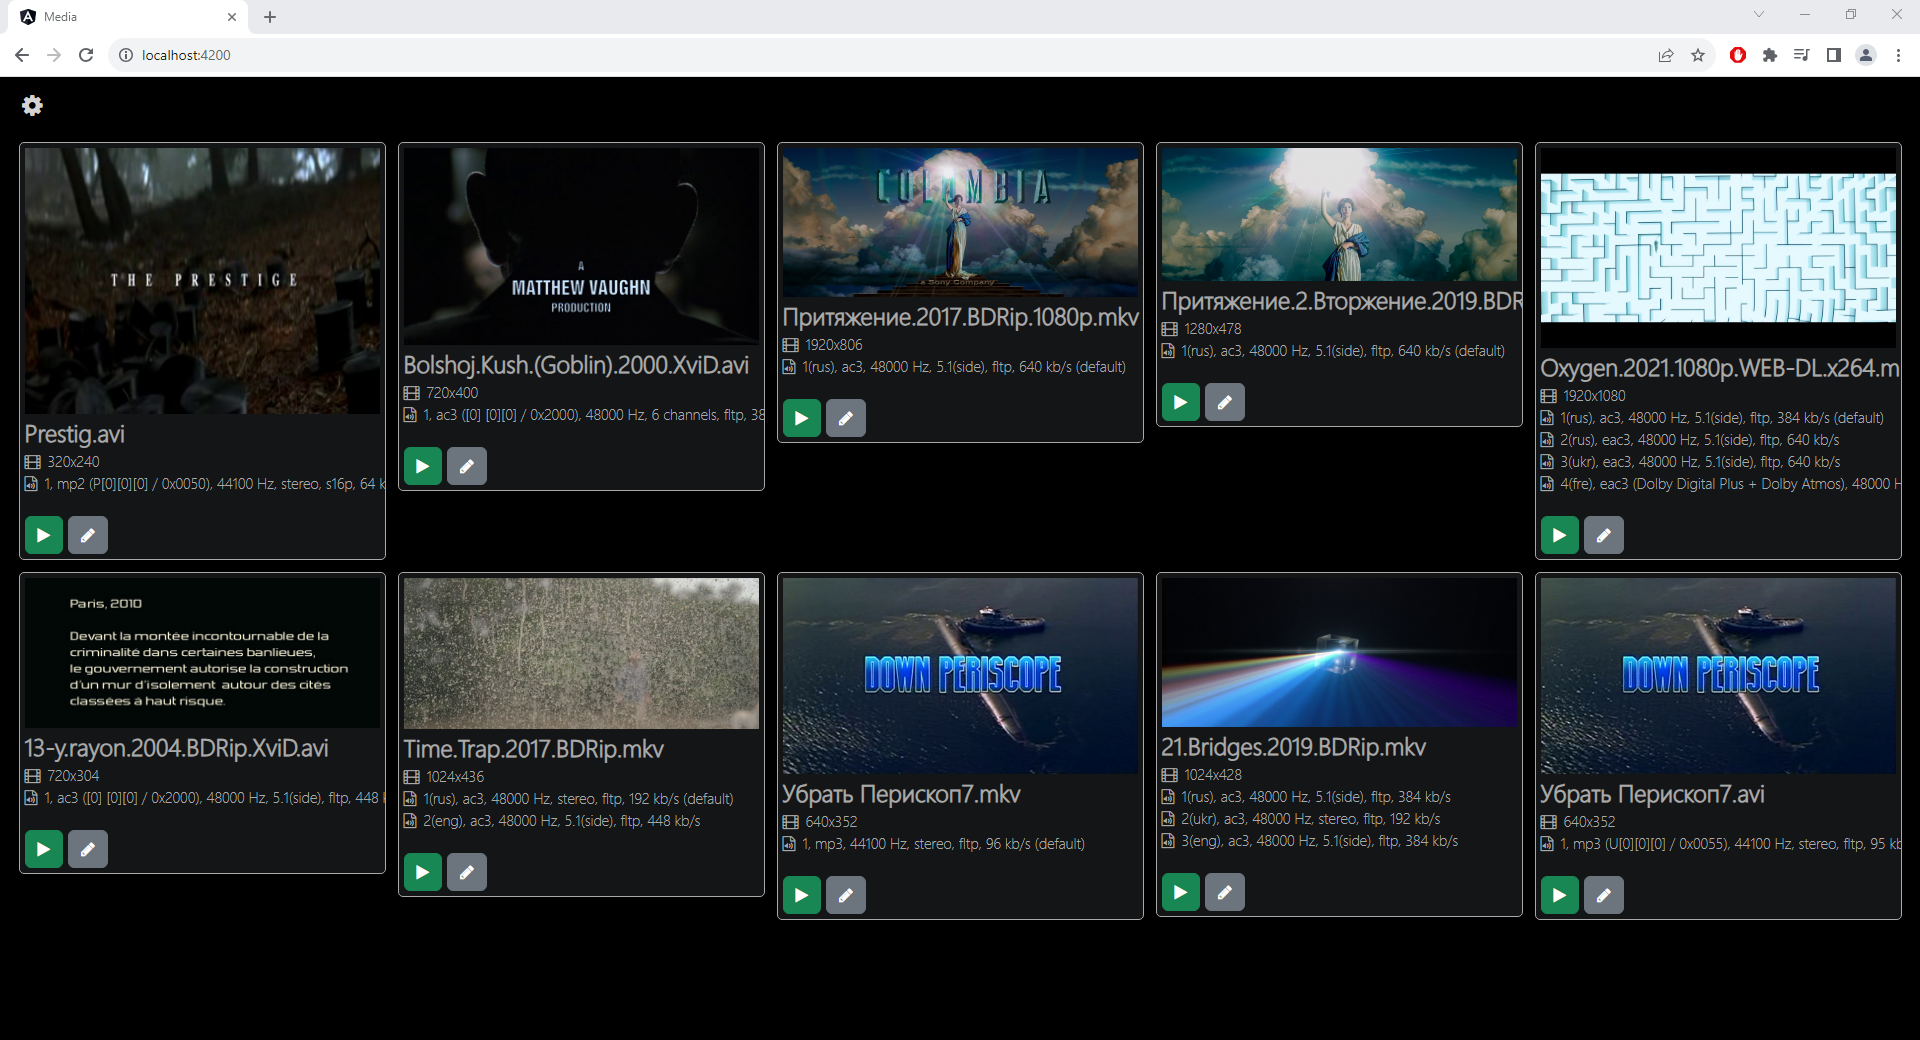 Media
localhost:4200
THE PRESTIGE
Prestig.avi
320x240
1, mp2 (P[0][0][0] / 0x0050), 44100 Hz, stereo, s16p, 64 k
A
MATTHEW VAUGHN
PRODUCTION
Bolshoj.Kush.(Goblin).2000.XviD.avi
720x400
1, ac3 ([0] [0][0] / 0x2000), 48000 Hz, 6 channels, fltp, 38
COLUMBIA
a Sony Company
Притяжение.2017.BDRip.1080p.mkv
1920x806
1(rus), ac3, 48000 Hz, 5.1(side), fltp, 640 kb/s (default)
Притяжение.2.Вторжение.2019.BDR
1280x478
1(rus), ac3, 48000 Hz, 5.1(side), fltp, 640 kb/s (default)
Oxygen.2021.1080p.WEB-DL.x264.m
1920x1080
1(rus), ac3, 48000 Hz, 5.1(side), fltp, 384 kb/s (default)
2(rus), eac3, 48000 Hz, 5.1(side), fltp, 640 kb/s
3(ukr), eac3, 48000 Hz, 5.1(side), fltp, 640 kb/s
4(fre), eac3 (Dolby Digital Plus + Dolby Atmos), 48000 H
Paris, 2010
Devant la montée incontournable de la
criminalité dans certaines banlieues,
le gouvernement autorise la construction
d'un mur d'isolement autour des cités
classées à haut risque.
13-y.rayon.2004.BDRip.XviD.avi
720x304
1, ac3 ([0] [0][0] / 0x2000), 48000 Hz, 5.1(side), fltp, 448
Time.Trap.2017.BDRip.mkv
1024x436
1(rus), ac3, 48000 Hz, stereo, fltp, 192 kb/s (default)
2(eng), ac3, 48000 Hz, 5.1(side), fltp, 448 kb/s
DOWN PERISCOPE
Убрать Перископ7.mkv
640x352
1, mp3, 44100 Hz, stereo, fltp, 96 kb/s (default)
21.Bridges.2019.BDRip.mkv
1024x428
1(rus), ac3, 48000 Hz, 5.1(side), fltp, 384 kb/s
2(ukr), ac3, 48000 Hz, stereo, fltp, 192 kb/s
3(eng), ac3, 48000 Hz, 5.1(side), fltp, 384 kb/s
DOWN PERISCOPE
Убрать Перископ7.avi
640x352
1, mp3 (U[0][0][0] / 0x0055), 44100 Hz, stereo, fltp, 95 kb